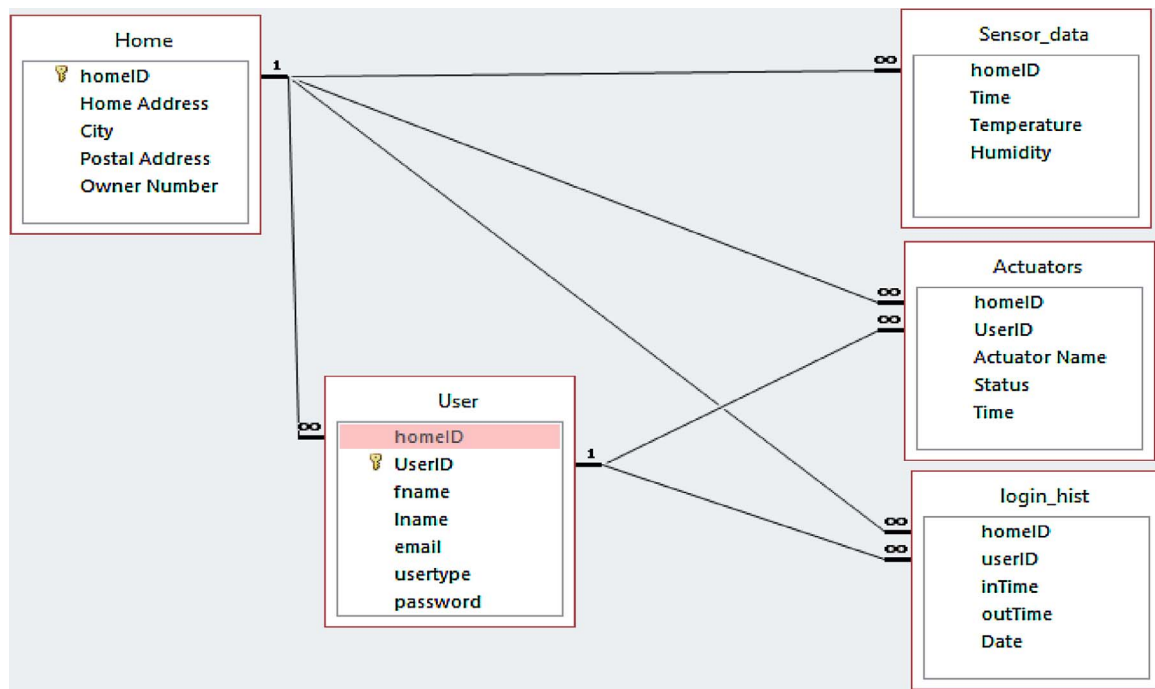 Home
homeID
Home Address
City
Postal Address
Owner Number
1
∞
Sensor_data
homeID
Time
Temperature
Humidity
Actuators
∞
homeID
∞
UserID
Actuator Name
Status
Time
User
∞
homeID
UserID
1
fname
lname
email
usertype
password
login_hist
∞
homeID
∞
userID
inTime
outTime
Date